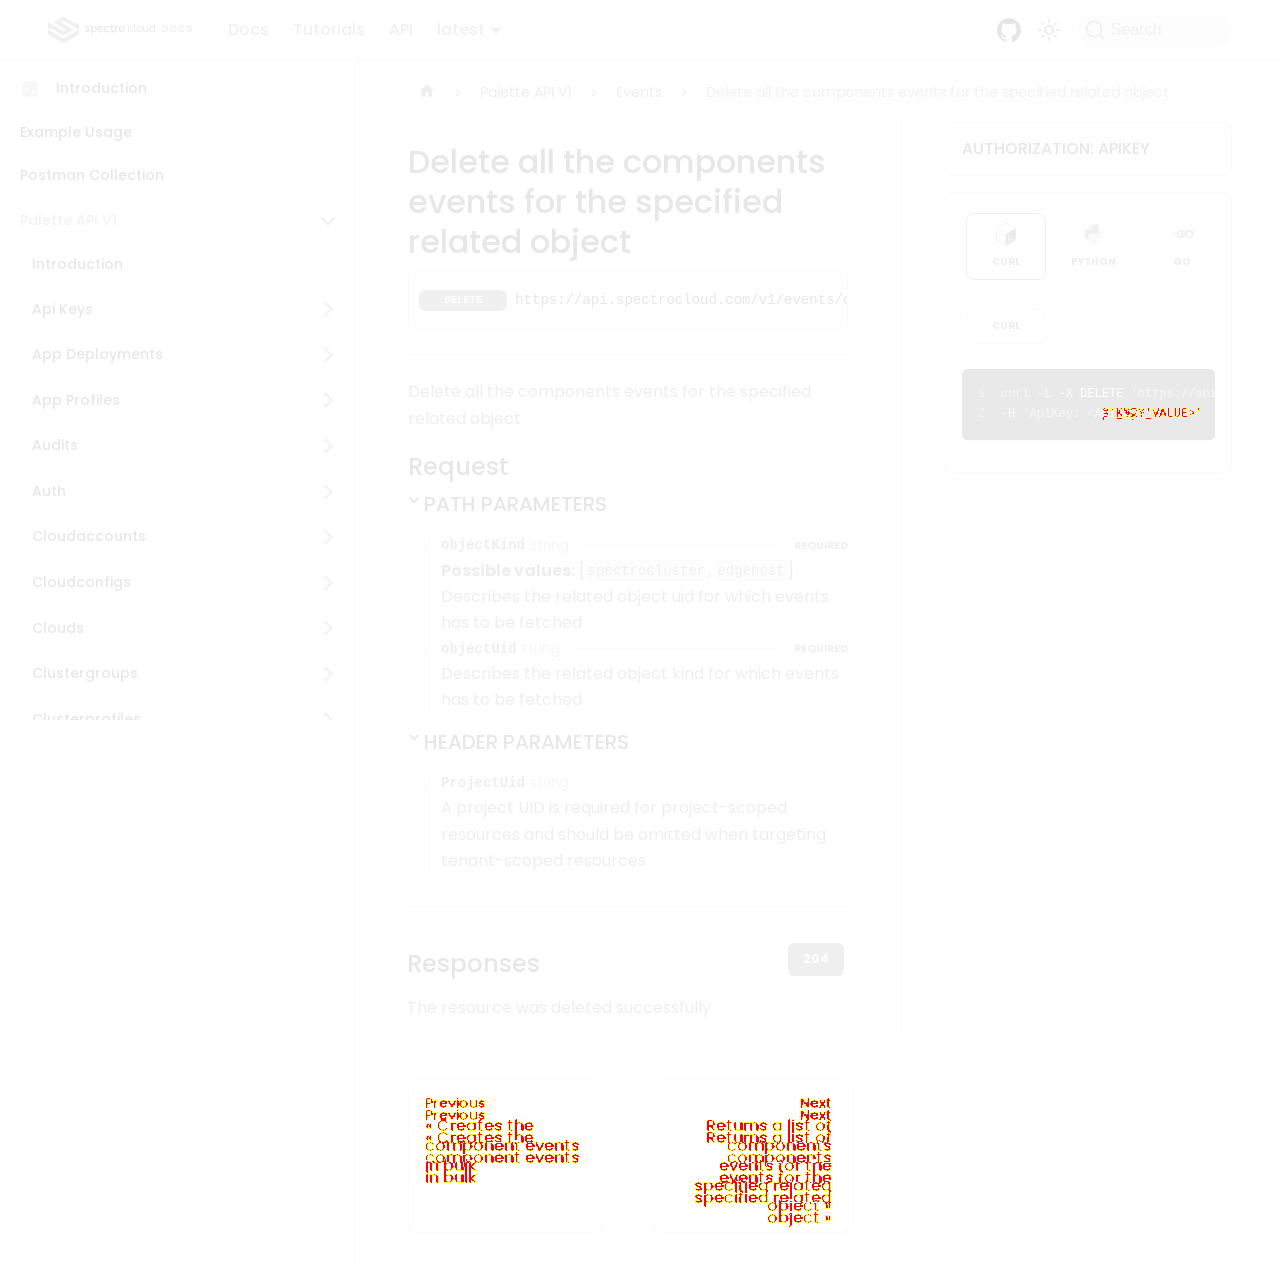 spectro cloud DOCS Docs Tutorials API latest Search
Introduction
Example Usage
Postman Collection
Palette API V1
Introduction
Api Keys
App Deployments
App Profiles
Audits
Auth
Cloudaccounts
Cloudconfigs
Clouds
Clustergroups
Clusterprofiles
Palette API V1 Events Delete all the components events for the specified related object
Delete all the components
events for the specified
related object
DELETE https://api.spectrocloud.com/v1/events/
Delete all the components events for the specified
related object
Request
PATH PARAMETERS
objectKind string REQUIRED
Possible values: [spectrocluster, edgehost]
Describes the related object uid for which events
has to be fetched
objectUid string REQUIRED
Describes the related object kind for which events
has to be fetched
HEADER PARAMETERS
ProjectUid string
A project UID is required for project-scoped
resources and should be omitted when targeting
tenant-scoped resources
Responses 204
The resource was deleted successfully
AUTHORIZATION: APIKEY
CURL PYTHON GO
CURL
1 curl -L -X DELETE 'https://api
2 -H 'ApiKey:
Previous
« Creates the
component events
in bulk
Next
Returns a list of
components
events for the
specified related
object »